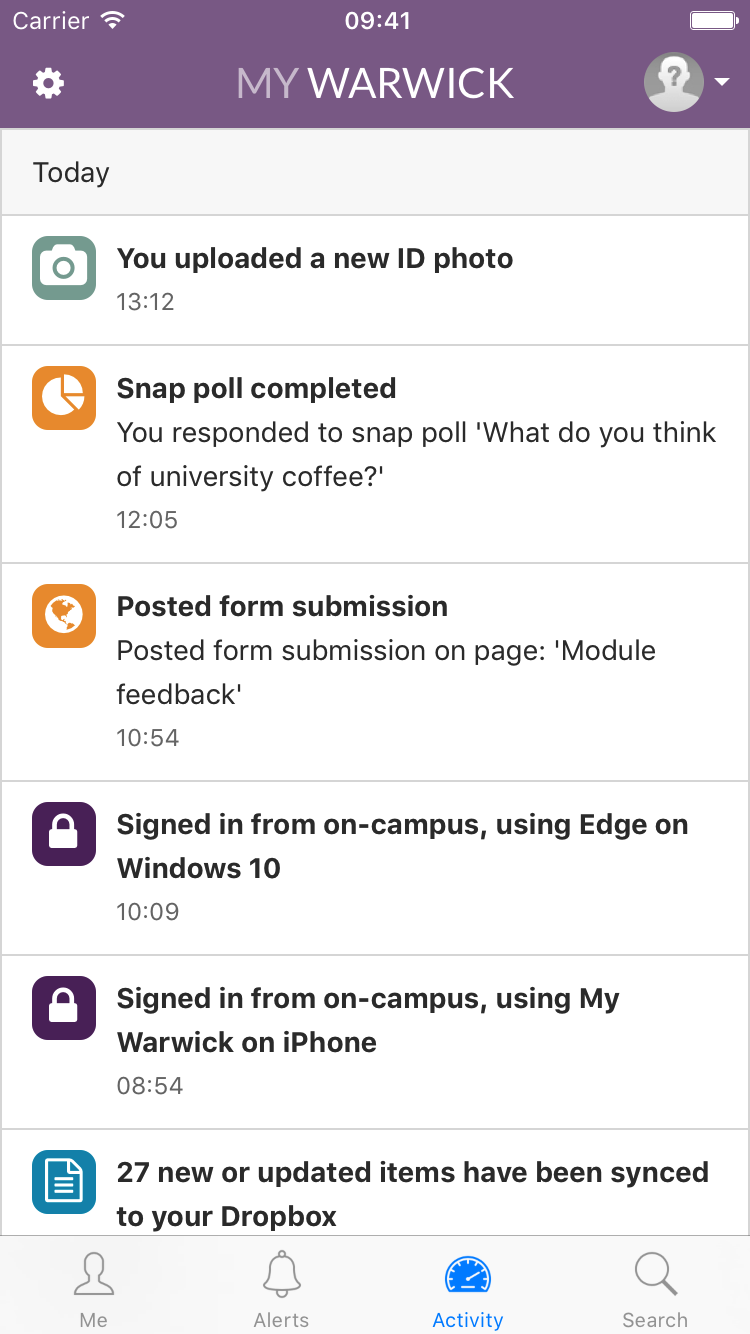 Carrier 09:41
MY WARWICK
Today
You uploaded a new ID photo
13:12
Snap poll completed
You responded to snap poll 'What do you think
of university coffee?'
12:05
Posted form submission
Posted form submission on page: 'Module
feedback'
10:54
Signed in from on-campus, using Edge on
Windows 10
10:09
Signed in from on-campus, using My
Warwick on iPhone
08:54
27 new or updated items have been synced
to your Dropbox
Me Alerts Activity Search